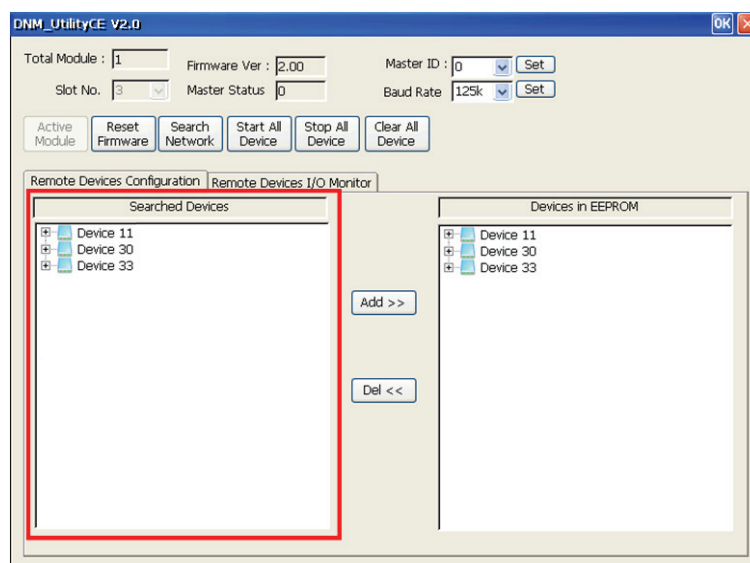 DNM_UtilityCE V2.0 OK
Total Module : 1 Firmware Ver : 2.00 Master ID : 0 Set
Slot No. 3 Master Status 0 Baud Rate 125k Set
Active Module Reset Firmware Search Network Start All Device Stop All Device Clear All Device
Remote Devices Configuration Remote Devices I/O Monitor
Searched Devices Devices in EEPROM
Device 11 Device 11
Device 30 Device 30
Device 33 Device 33
Add >>
Del <<